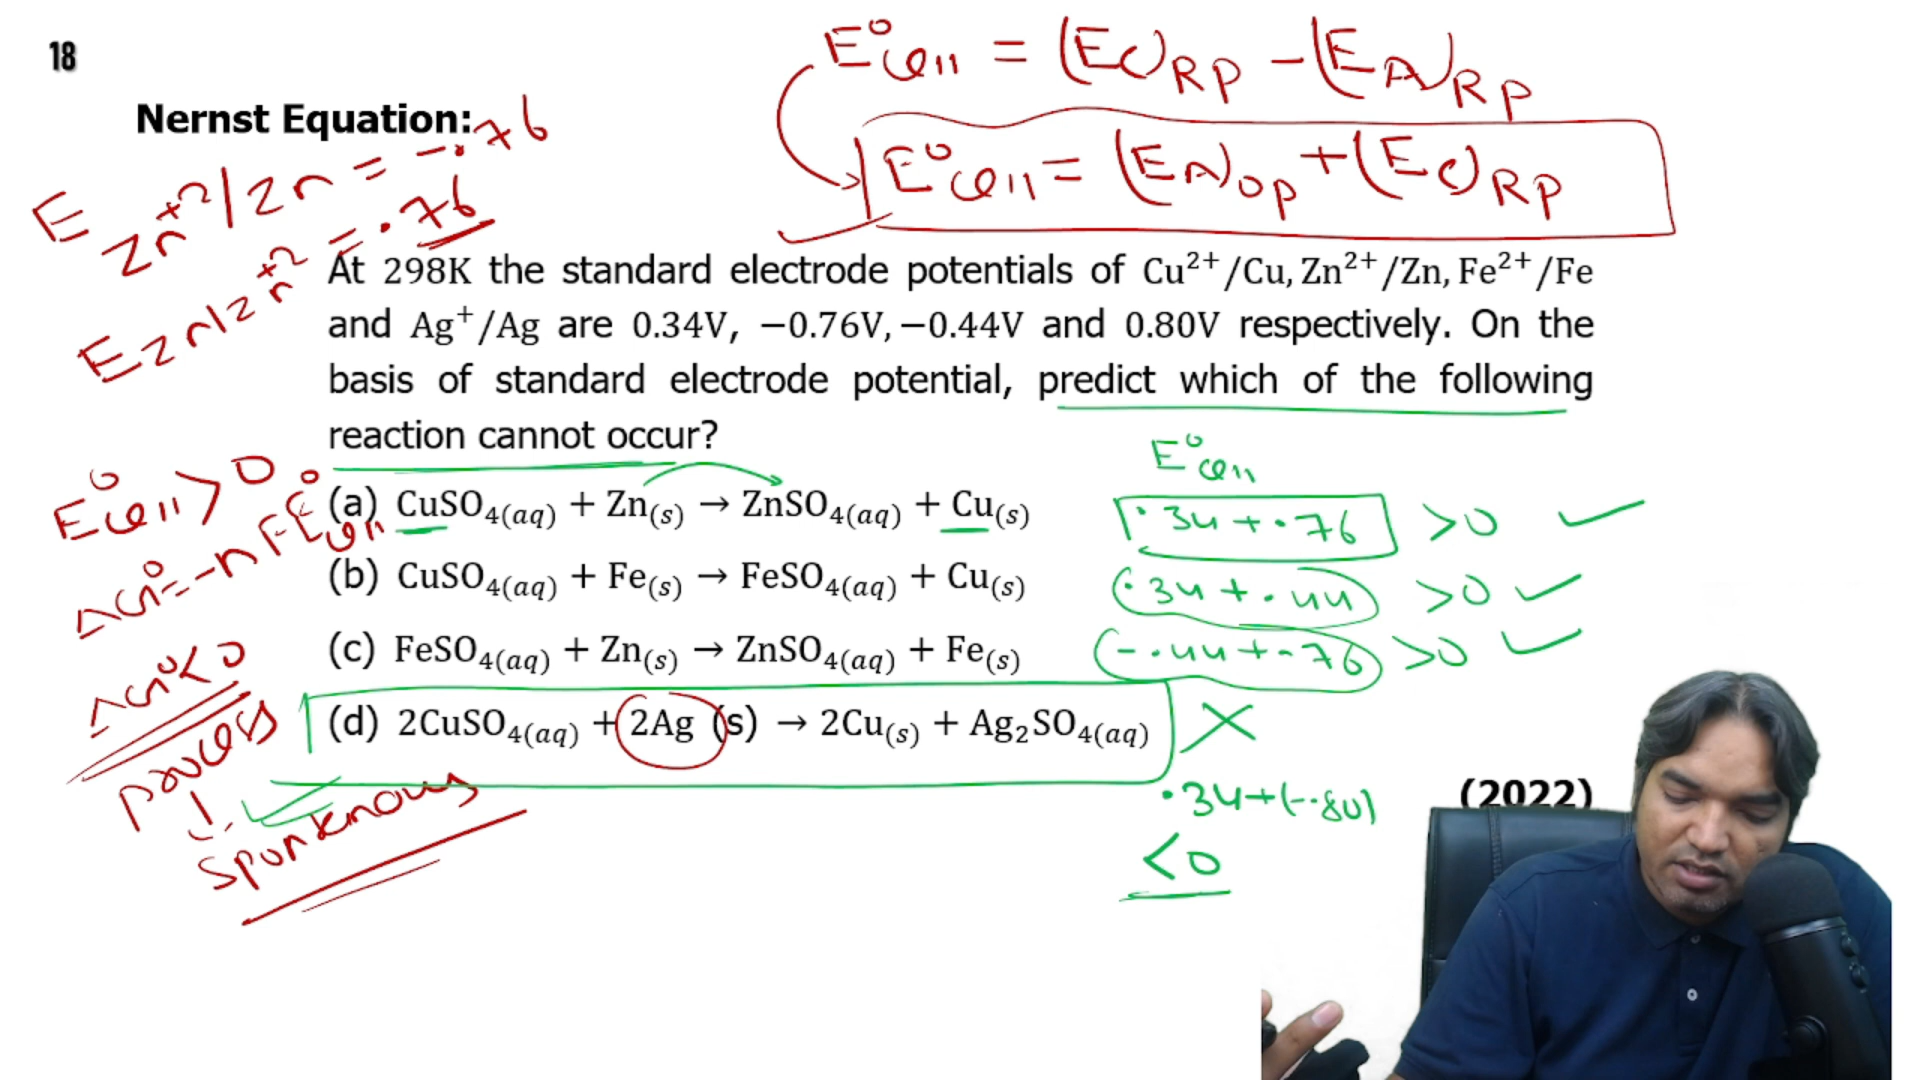 18
E°cell = (EC)RP - (EA)RP
Nernst Equation:
E Zn+2/Zn = -.76
E°cell = (EA)OP + (EC)RP
E Zn/Zn+2 = .76
At 298K the standard electrode potentials of Cu²⁺/Cu, Zn²⁺/Zn, Fe²⁺/Fe
and Ag⁺/Ag are 0.34V, −0.76V, −0.44V and 0.80V respectively. On the
basis of standard electrode potential, predict which of the following
reaction cannot occur?
E°cell
E°cell > 0
(a) CuSO₄(aq) + Zn(s) → ZnSO₄(aq) + Cu(s)
.34 + .76 >0 ✓
ΔG° = -nFE°cell
(b) CuSO₄(aq) + Fe(s) → FeSO₄(aq) + Cu(s)
.34 + .44 >0 ✓
(c) FeSO₄(aq) + Zn(s) → ZnSO₄(aq) + Fe(s)
-.44 + .76 >0 ✓
ΔG° < 0
(d) 2CuSO₄(aq) + 2Ag (s) → 2Cu(s) + Ag₂SO₄(aq)
X
process
.34+(-.80)
(2022)
<0